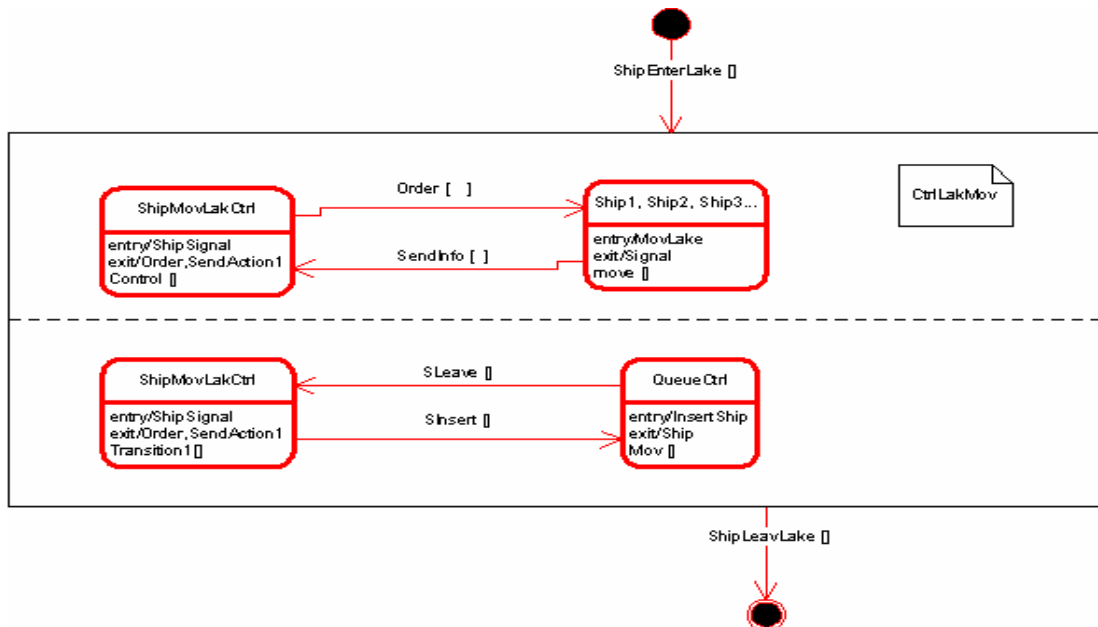 ShipEnterLake []
Order [ ]
CtrlLakMov
ShipMovLakCtrl
entry/ShipSignal
exit/Order,SendAction1
Control []
Ship1, Ship2, Ship3...
entry/MovLake
exit/Signal
move []
SendInfo [ ]
ShipMovLakCtrl
entry/ShipSignal
exit/Order,SendAction1
Transition1[]
SLeave []
SInsert []
QueueCtrl
entry/InsertShip
exit/Ship
Mov []
ShipLeavLake []